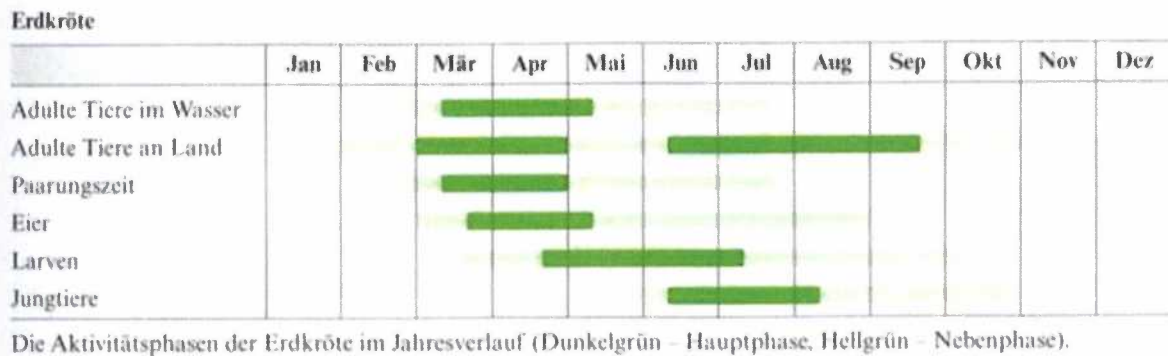 Erdkröte
Jan Feb Mär Apr Mai Jun Jul Aug Sep Okt Nov Dez
Adulte Tiere im Wasser
Adulte Tiere an Land
Paarungszeit
Eier
Larven
Jungtiere
Die Aktivitätsphasen der Erdkröte im Jahresverlauf (Dunkelgrün – Hauptphase, Hellgrün – Nebenphase).